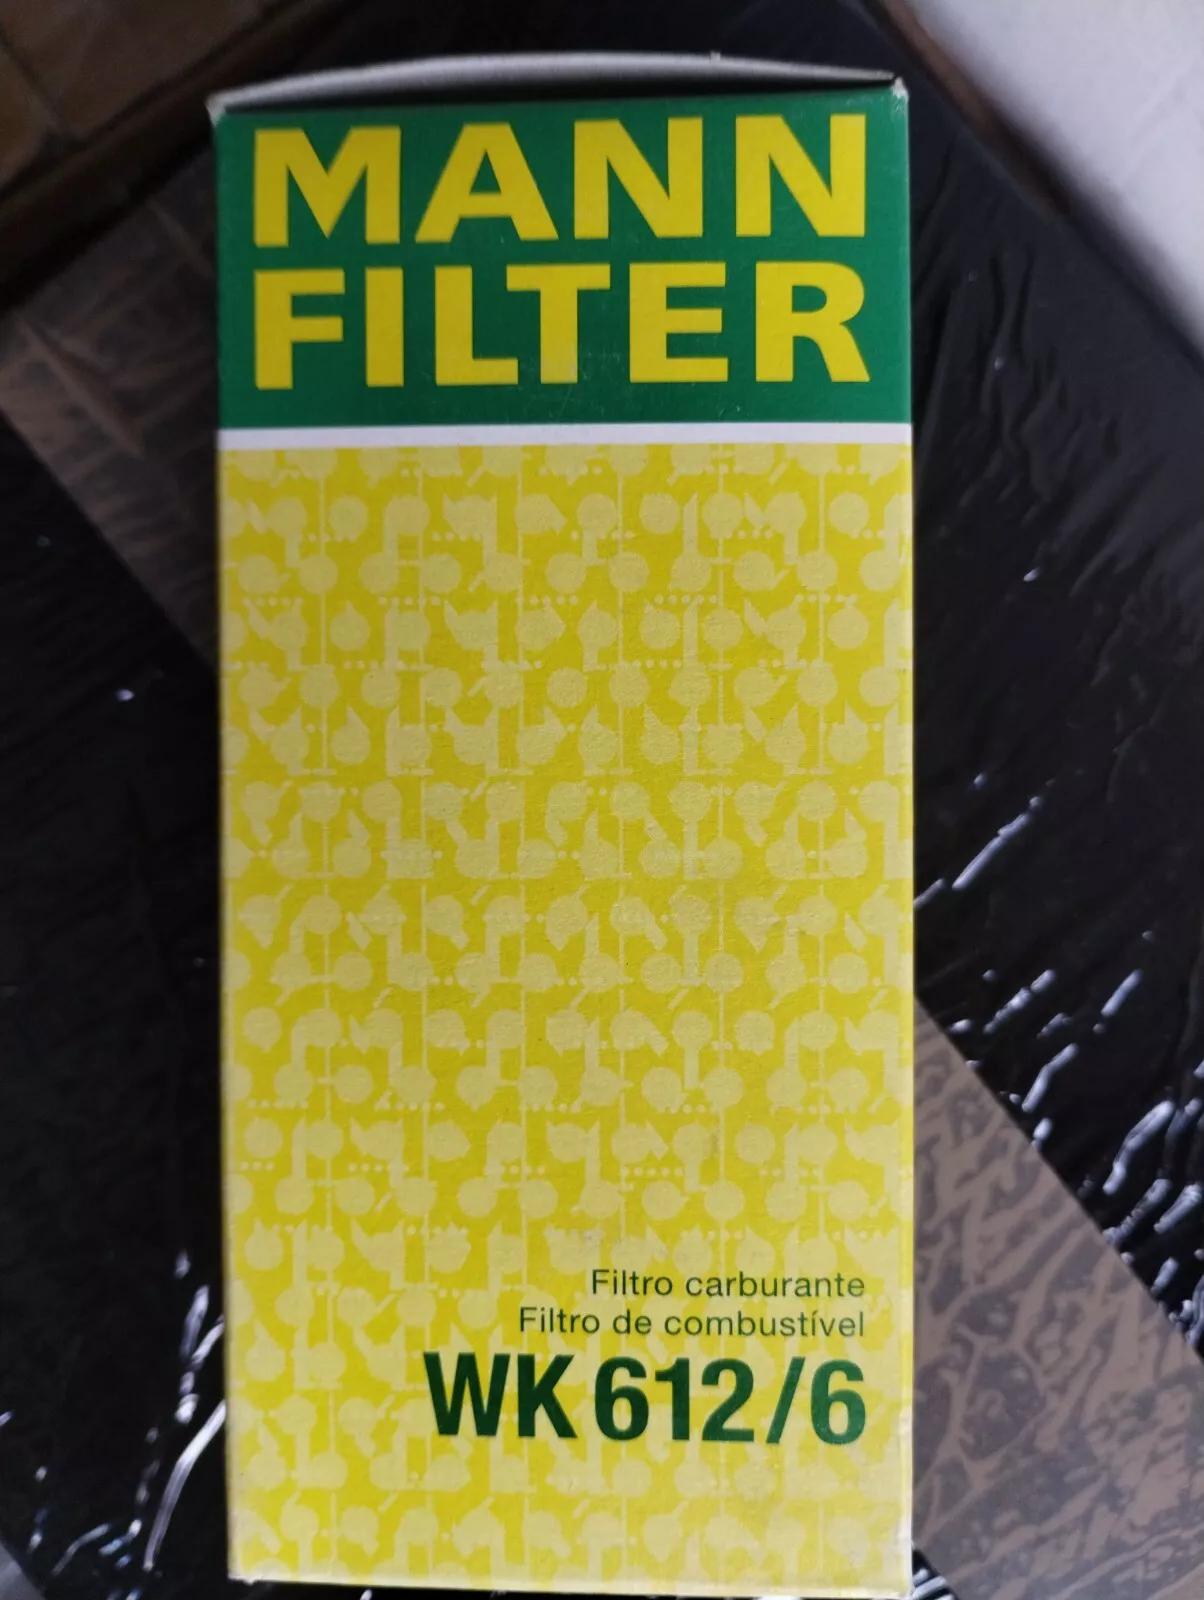 MANN
FILTER
Filtro carburante
Filtro de combustível
WK 612/6